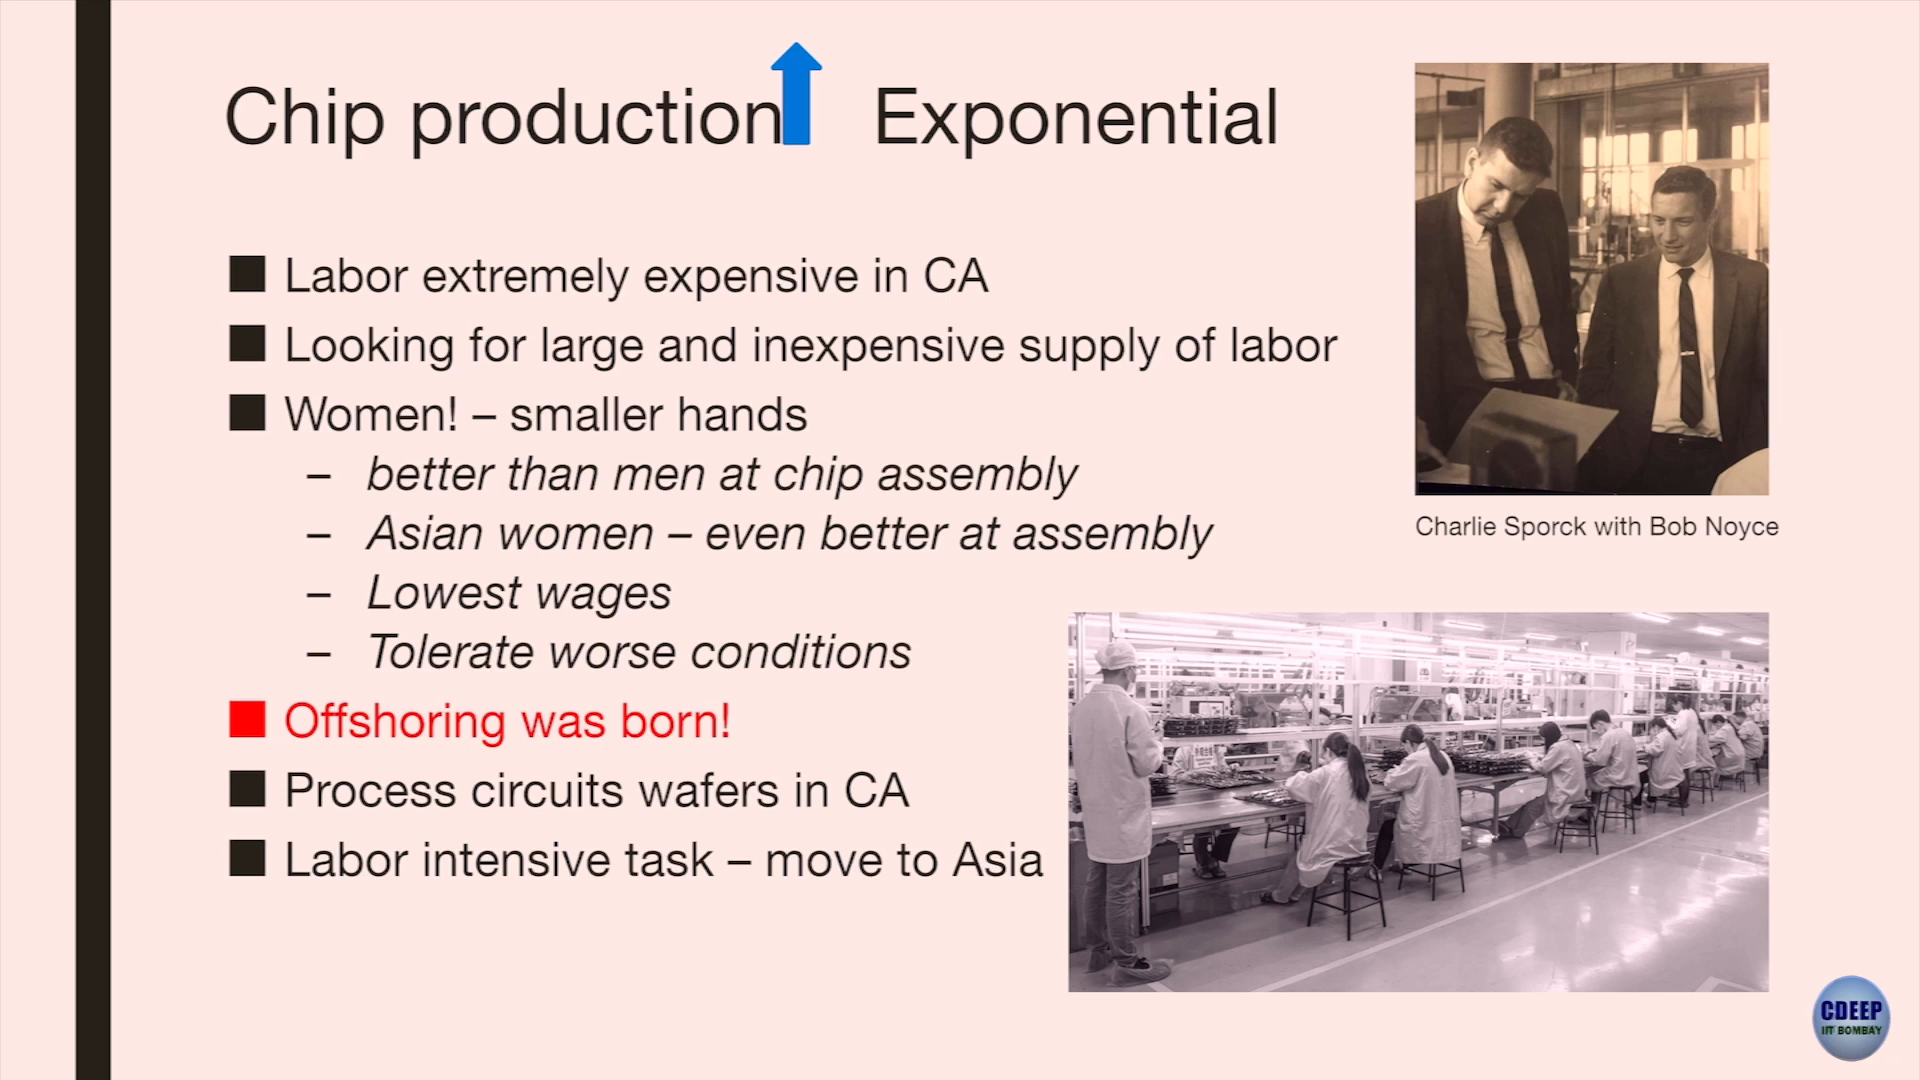 Chip production Exponential
Labor extremely expensive in CA
Looking for large and inexpensive supply of labor
Women! – smaller hands
– better than men at chip assembly
– Asian women – even better at assembly
– Lowest wages
– Tolerate worse conditions
Offshoring was born!
Process circuits wafers in CA
Labor intensive task – move to Asia
Charlie Sporck with Bob Noyce
CDEEP
IIT BOMBAY